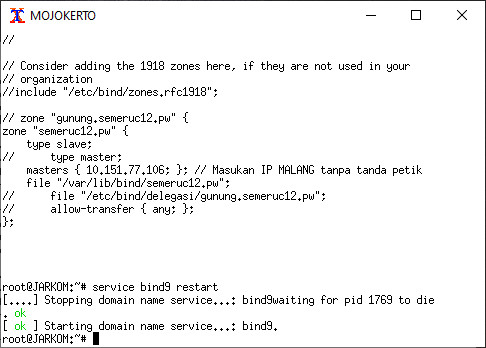 MOJOKERTO
//
// Consider adding the 1918 zones here, if they are not used in your
// organization
//include "/etc/bind/zones.rfc1918";
// zone "gunung.semeruc12.pw" {
zone "semeruc12.pw" {
    type slave;
//      type master;
    masters { 10.151.77.106; }; // Masukan IP MALANG tanpa tanda petik
    file "/var/lib/bind/semeruc12.pw";
//      file "/etc/bind/delegasi/gunung.semeruc12.pw";
//      allow-transfer { any; };
};
root@JARKOM:~# service bind9 restart
[....] Stopping domain name service...: bind9waiting for pid 1769 to die
. ok
[ ok ] Starting domain name service...: bind9.
root@JARKOM:~#